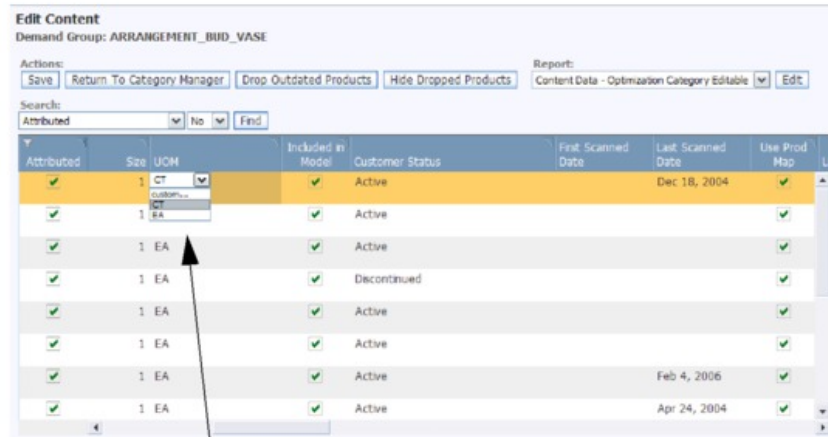 Edit Content
Demand Group: ARRANGEMENT_BUD_VASE
Actions: Report:
Save Return To Category Manager Drop Outdated Products Hide Dropped Products Content Data - Optimization Category Editable Edit
Search:
Attributed No Find
Attributed Size UOM Included in Model Customer Status First Scanned Date Last Scanned Date Use Prod Map
1 CT Active Dec 18, 2004
custom...
CT
EA
1 Active
1 EA Active
1 EA Discontinued
1 EA Active
1 EA Active
1 EA Active Feb 4, 2006
1 EA Active Apr 24, 2004